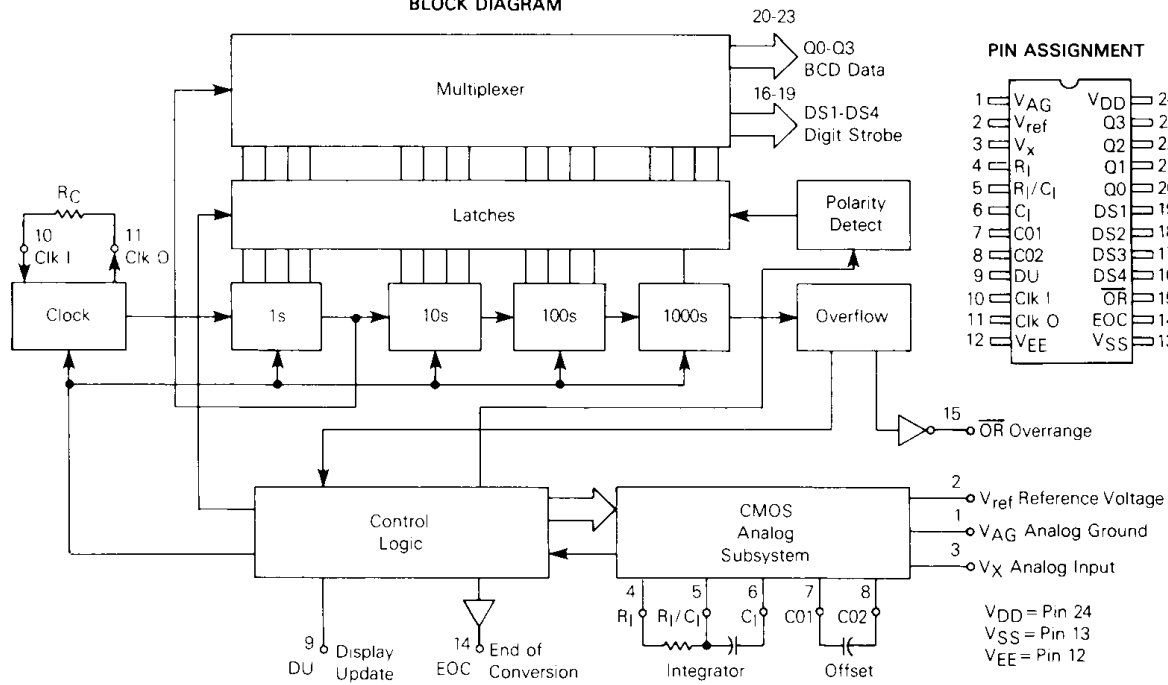 BLOCK DIAGRAM
20-23
Q0-Q3
BCD Data
Multiplexer
16-19
DS1-DS4
Digit Strobe
RC
10
Clk I
11
Clk O
Latches
Polarity
Detect
Clock
1s
10s
100s
1000s
Overflow
15
OR Overrange
Control
Logic
CMOS
Analog
Subsystem
2
Vref Reference Voltage
1
VAG Analog Ground
3
VX Analog Input
4
RI
5
RI/CI
6
CI
7
C01
8
C02
Integrator
Offset
9
DU
Display
Update
14
EOC
End of
Conversion
VDD = Pin 24
VSS = Pin 13
VEE = Pin 12
PIN ASSIGNMENT
1 VAG VDD
2 Vref Q3
3 Vx Q2
4 RI Q1
5 RI/CI Q0
6 CI DS1
7 C01 DS2
8 C02 DS3
9 DU DS4
10 Clk I OR
11 Clk O EOC
12 VEE VSS